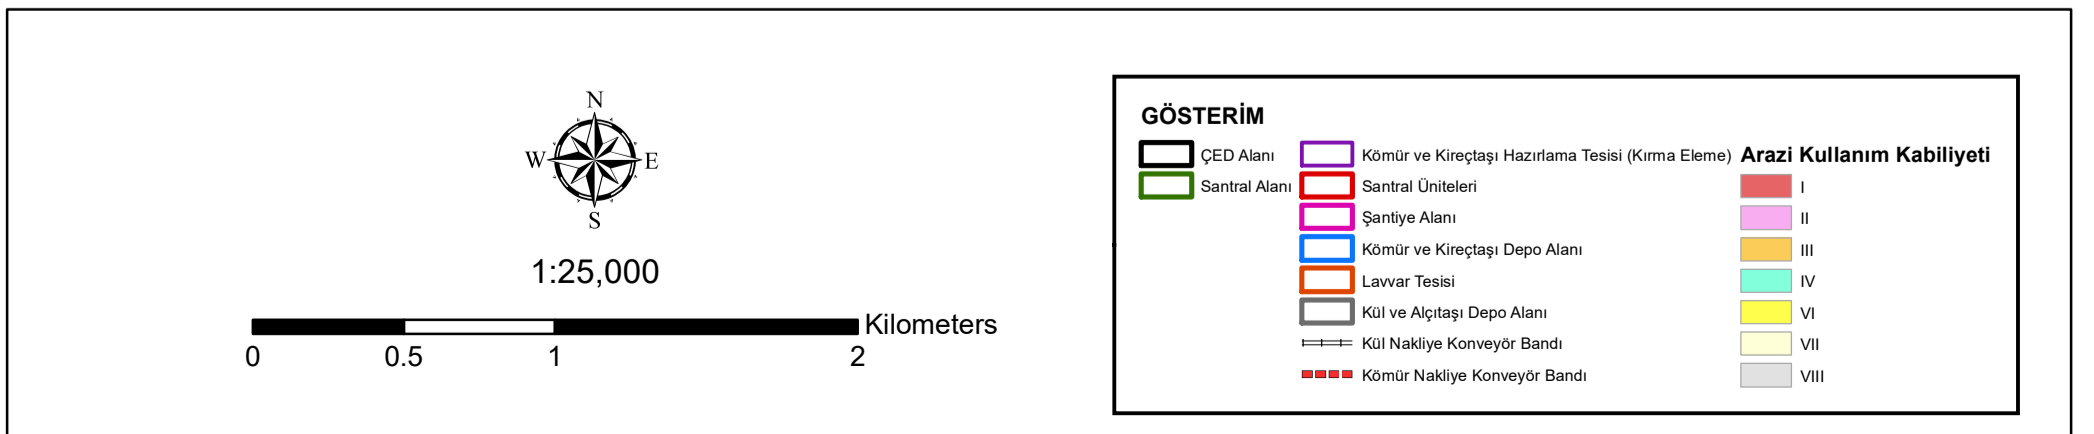 N
W E
S
1:25,000
Kilometers
0 0.5 1 2
GÖSTERİM
ÇED Alanı
Santral Alanı
Kömür ve Kireçtaşı Hazırlama Tesisi (Kırma Eleme)
Santral Üniteleri
Şantiye Alanı
Kömür ve Kireçtaşı Depo Alanı
Lavvar Tesisi
Kül ve Alçıtaşı Depo Alanı
Kül Nakliye Konveyör Bandı
Kömür Nakliye Konveyör Bandı
Arazi Kullanım Kabiliyeti
I
II
III
IV
VI
VII
VIII